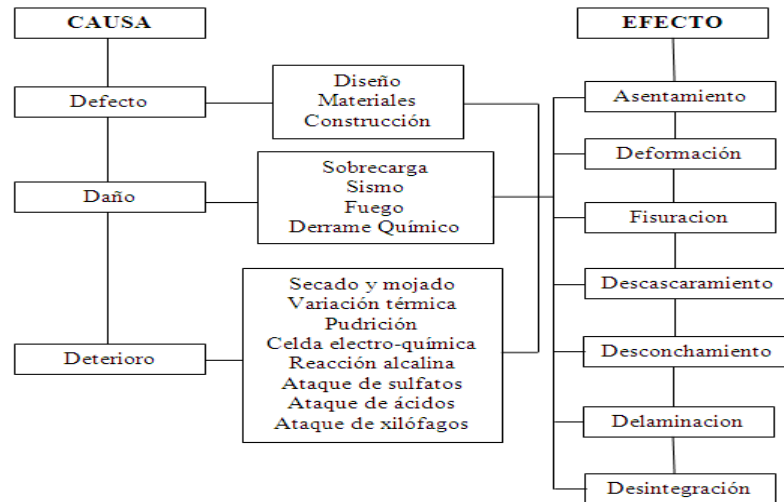 CAUSA
Defecto
Daño
Deterioro
Diseño
Materiales
Construcción
Sobrecarga
Sismo
Fuego
Derrame Químico
Secado y mojado
Variación térmica
Pudrición
Celda electro-química
Reacción alcalina
Ataque de sulfatos
Ataque de ácidos
Ataque de xilófagos
EFECTO
Asentamiento
Deformación
Fisuracion
Descascaramiento
Desconchamiento
Delaminacion
Desintegración